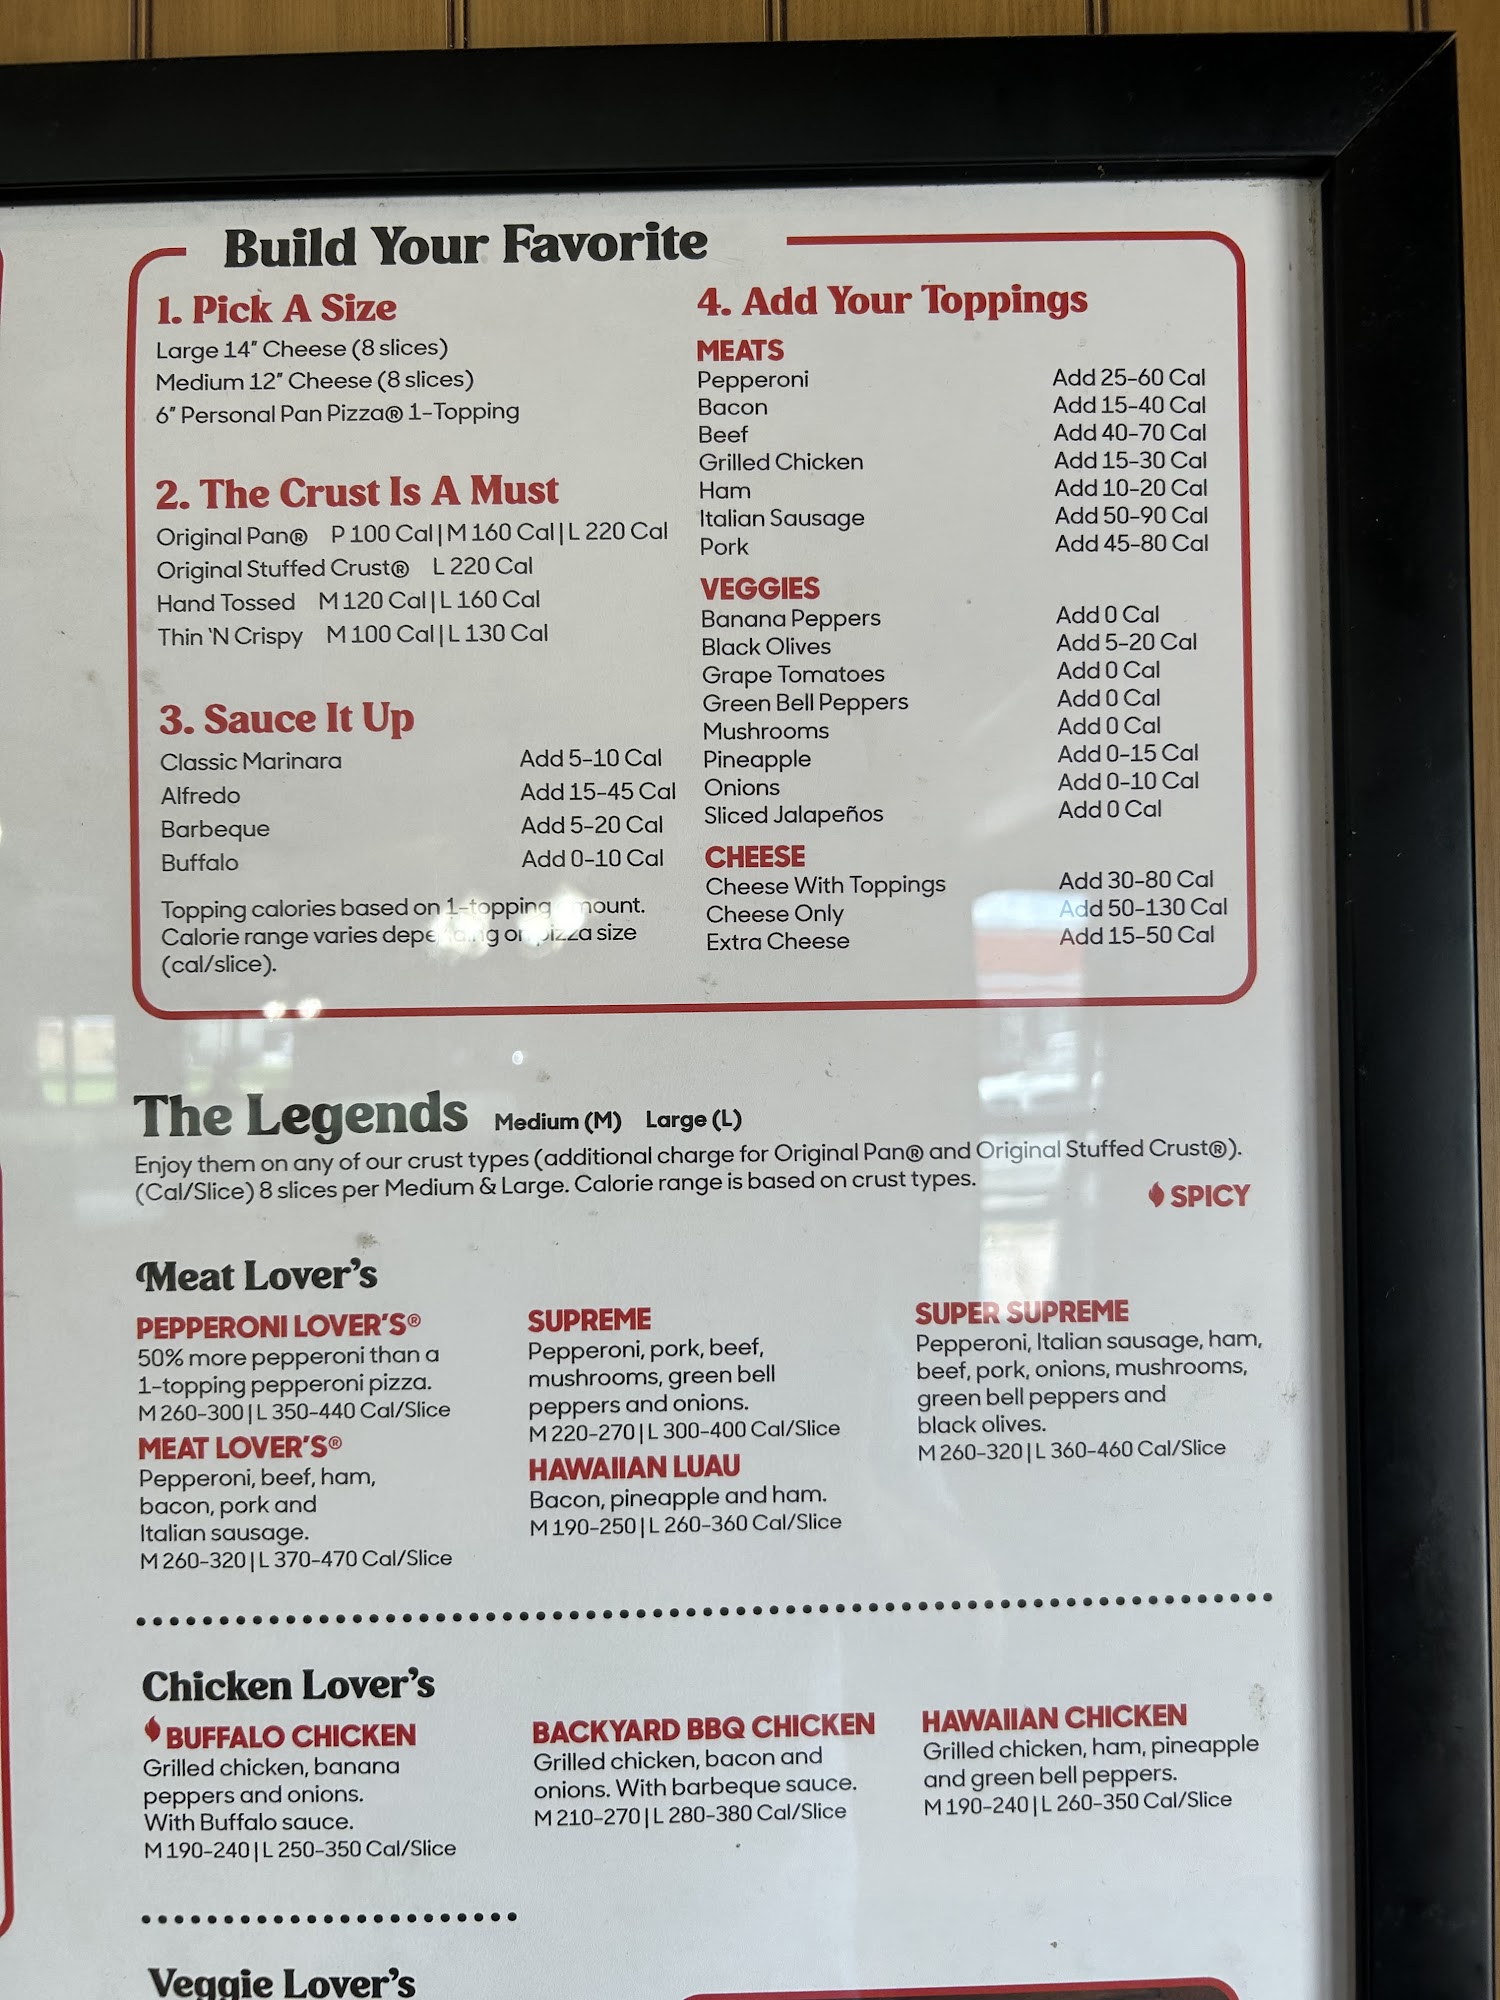 Build Your Favorite
1. Pick A Size
Large 14" Cheese (8 slices)
Medium 12" Cheese (8 slices)
6" Personal Pan Pizza® 1-Topping
2. The Crust Is A Must
Original Pan® P 100 Cal | M 160 Cal | L 220 Cal
Original Stuffed Crust® L 220 Cal
Hand Tossed M 120 Cal | L 160 Cal
Thin 'N Crispy M 100 Cal | L 130 Cal
3. Sauce It Up
Classic Marinara Add 5-10 Cal
Alfredo Add 15-45 Cal
Barbeque Add 5-20 Cal
Buffalo Add 0-10 Cal
Topping calories based on 1-topping amount.
Calorie range varies depending on pizza size
(cal/slice).
4. Add Your Toppings
MEATS
Pepperoni Add 25-60 Cal
Bacon Add 15-40 Cal
Beef Add 40-70 Cal
Grilled Chicken Add 15-30 Cal
Ham Add 10-20 Cal
Italian Sausage Add 50-90 Cal
Pork Add 45-80 Cal
VEGGIES
Banana Peppers Add 0 Cal
Black Olives Add 5-20 Cal
Grape Tomatoes Add 0 Cal
Green Bell Peppers Add 0 Cal
Mushrooms Add 0 Cal
Pineapple Add 0-15 Cal
Onions Add 0-10 Cal
Sliced Jalapeños Add 0 Cal
CHEESE
Cheese With Toppings Add 30-80 Cal
Cheese Only Add 50-130 Cal
Extra Cheese Add 15-50 Cal
The Legends Medium (M) Large (L)
Enjoy them on any of our crust types (additional charge for Original Pan® and Original Stuffed Crust®).
(Cal/Slice) 8 slices per Medium & Large. Calorie range is based on crust types.
SPICY
Meat Lover's
PEPPERONI LOVER'S®
50% more pepperoni than a
1-topping pepperoni pizza.
M 260-300 | L 350-440 Cal/Slice
MEAT LOVER'S®
Pepperoni, beef, ham,
bacon, pork and
Italian sausage.
M 260-320 | L 370-470 Cal/Slice
SUPREME
Pepperoni, pork, beef,
mushrooms, green bell
peppers and onions.
M 220-270 | L 300-400 Cal/Slice
HAWAIIAN LUAU
Bacon, pineapple and ham.
M 190-250 | L 260-360 Cal/Slice
SUPER SUPREME
Pepperoni, Italian sausage, ham,
beef, pork, onions, mushrooms,
green bell peppers and
black olives.
M 260-320 | L 360-460 Cal/Slice
Chicken Lover's
BUFFALO CHICKEN
Grilled chicken, banana
peppers and onions.
With Buffalo sauce.
M 190-240 | L 250-350 Cal/Slice
BACKYARD BBQ CHICKEN
Grilled chicken, bacon and
onions. With barbeque sauce.
M 210-270 | L 280-380 Cal/Slice
HAWAIIAN CHICKEN
Grilled chicken, ham, pineapple
and green bell peppers.
M 190-240 | L 260-350 Cal/Slice
Veggie Lover's